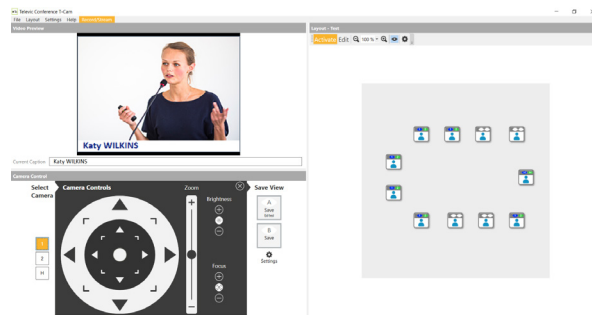 Televic Conference T-Cam
File Layout Settings Help Record/Stream
Video Preview
Katy WILKINS
Current Caption Katy WILKINS
Camera Control
Select Camera
1
2
H
Camera Controls
Zoom
Brightness
Focus
Save View
A
Save
B
Save
Settings
Layout - Test
Activate Edit 100 %